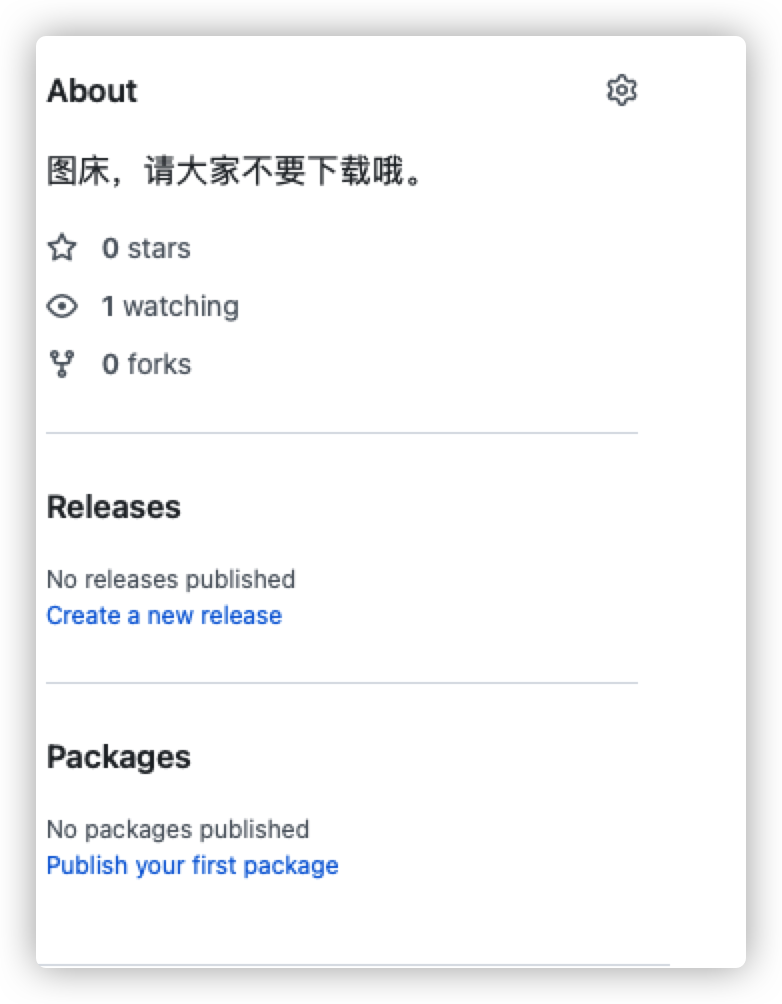 About
图床，请大家不要下载哦。
0 stars
1 watching
0 forks
Releases
No releases published
Create a new release
Packages
No packages published
Publish your first package